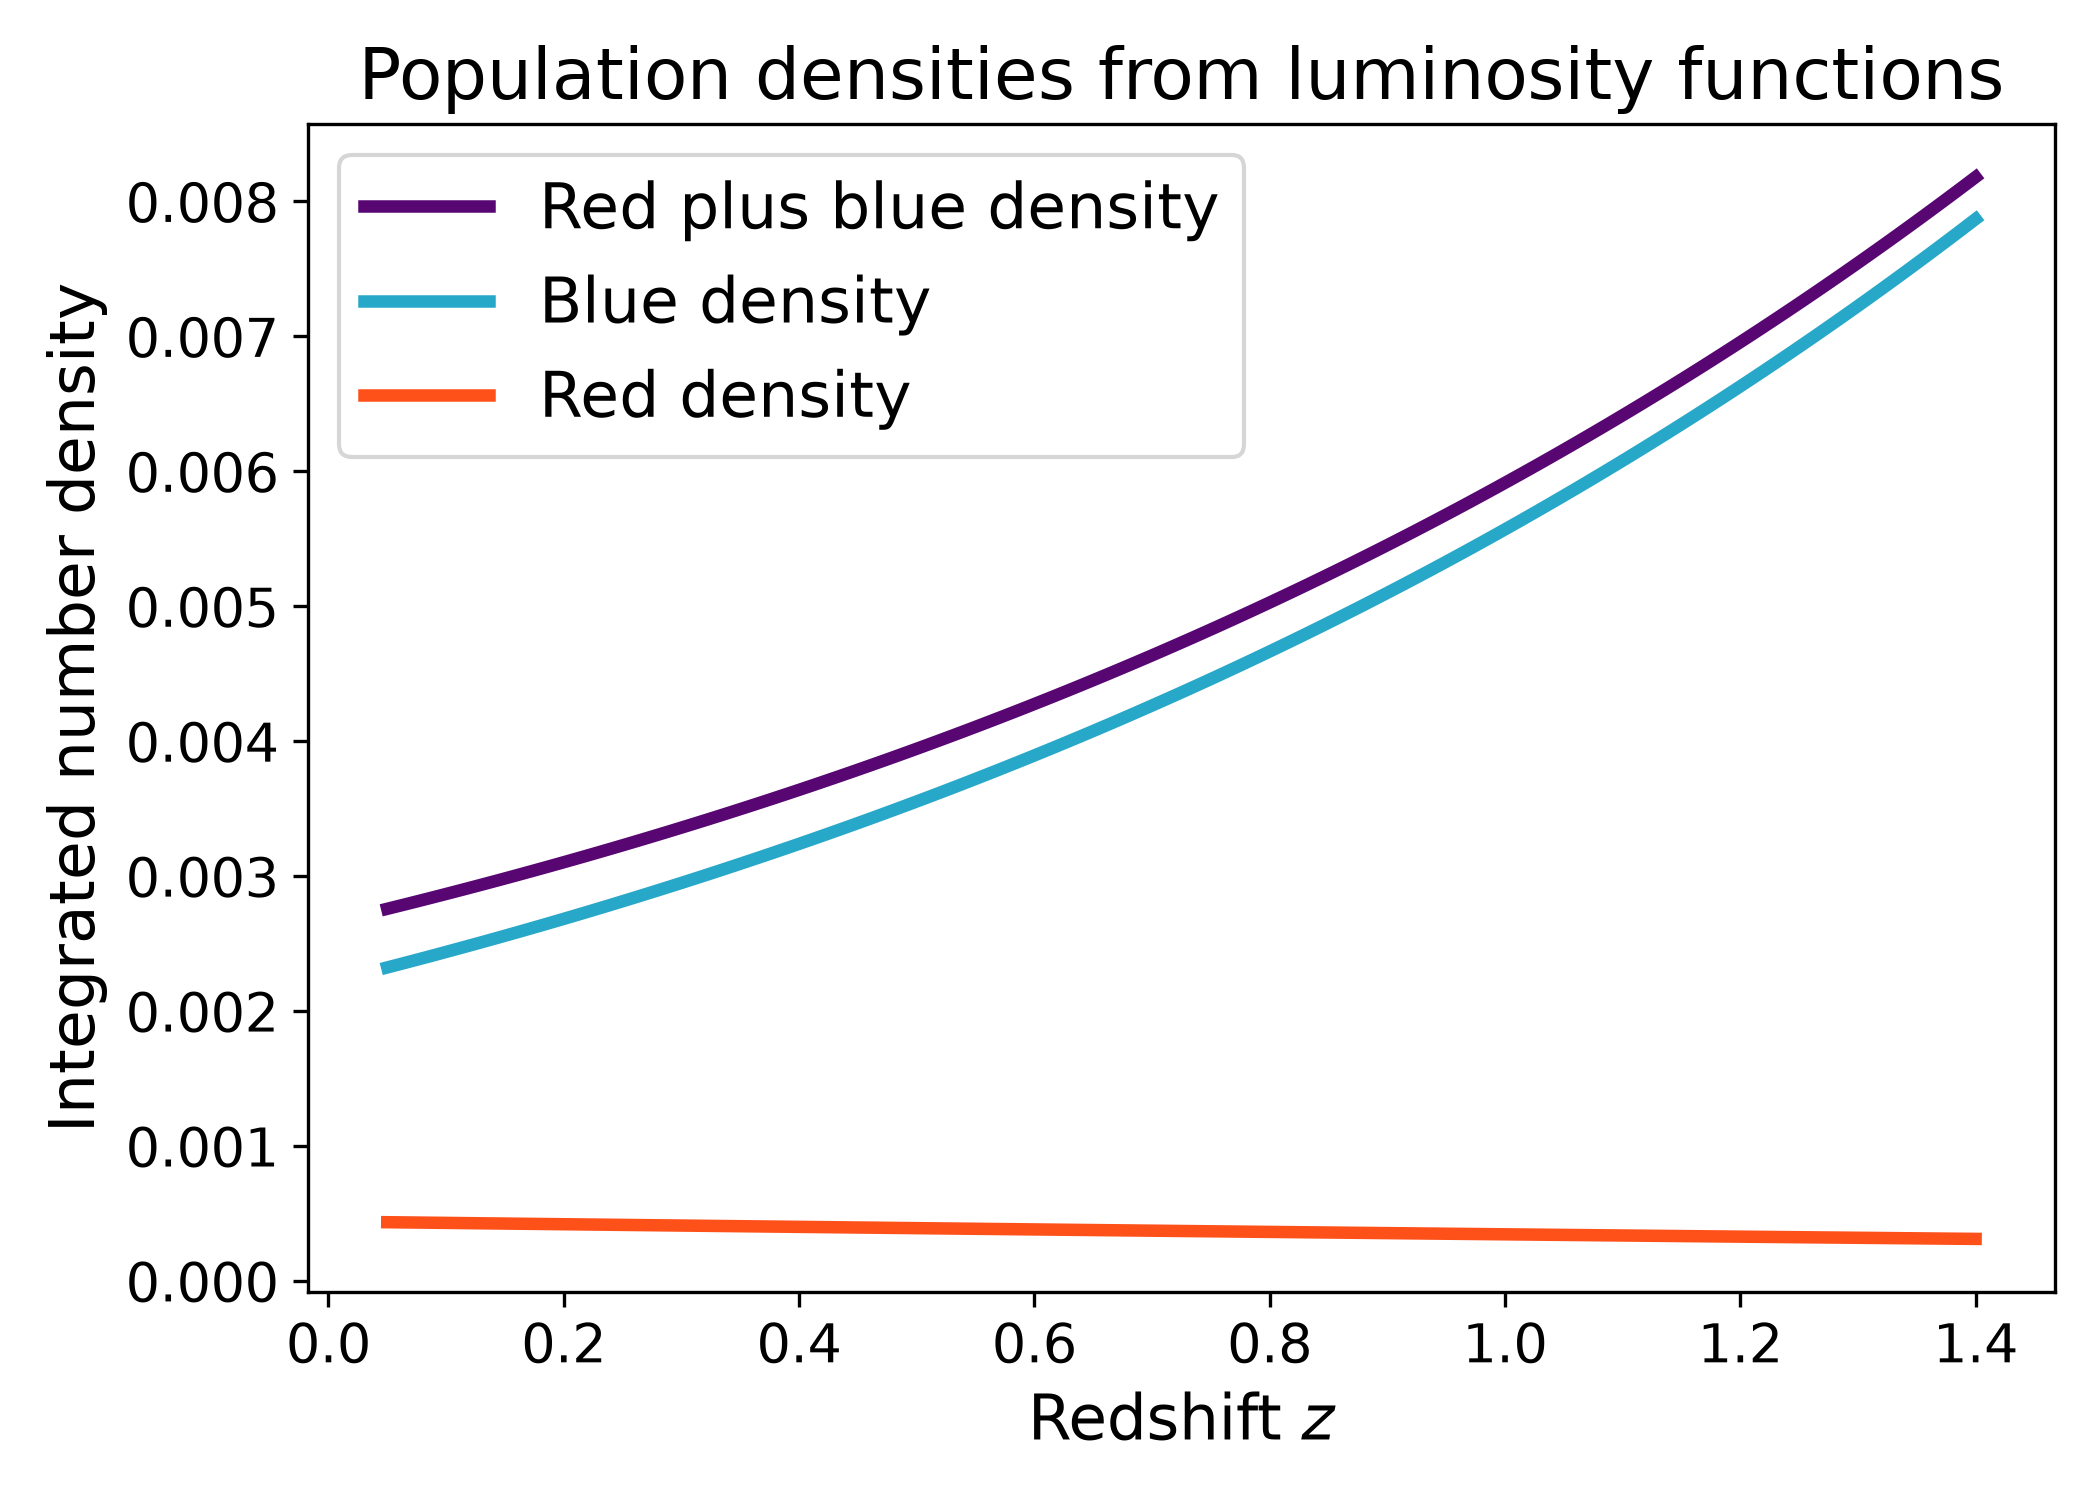 Population densities from luminosity functions
Red plus blue density
Blue density
Red density
Integrated number density
0.008
0.007
0.006
0.005
0.004
0.003
0.002
0.001
0.000
0.0 0.2 0.4 0.6 0.8 1.0 1.2 1.4
Redshift z